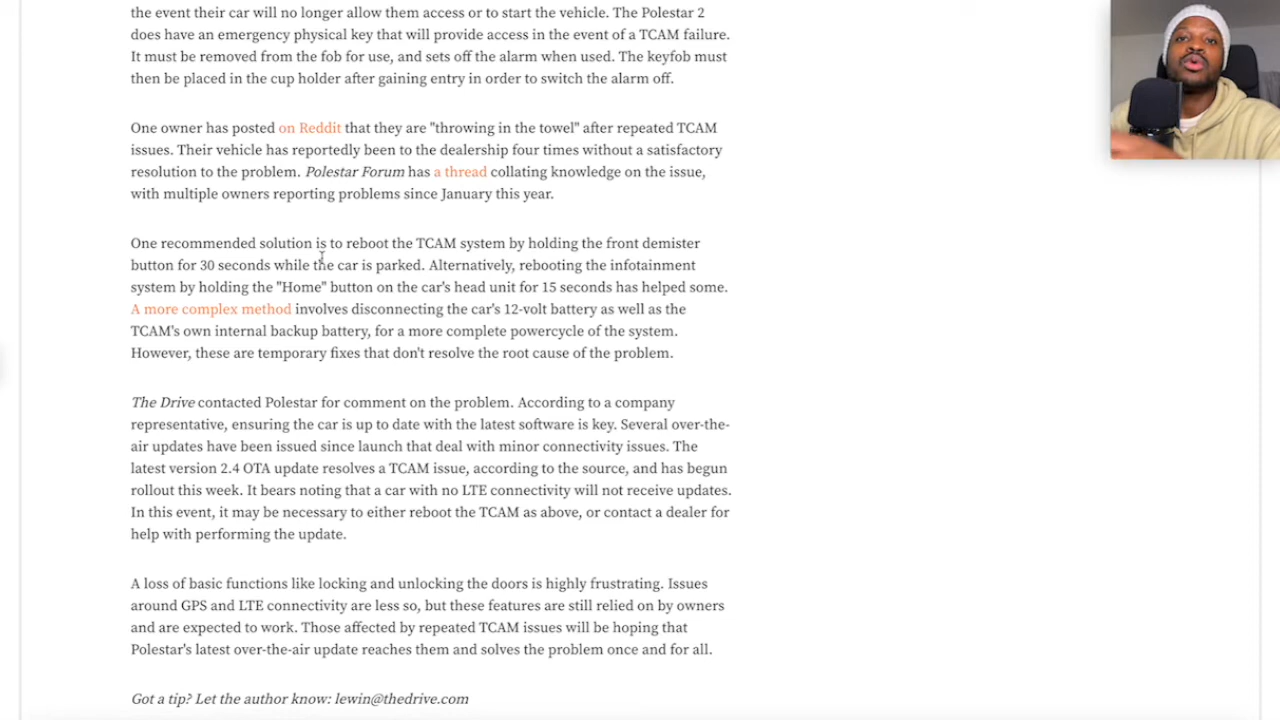 the event their car will no longer allow them access or to start the vehicle. The Polestar 2
does have an emergency physical key that will provide access in the event of a TCAM failure.
It must be removed from the fob for use, and sets off the alarm when used. The keyfob must
then be placed in the cup holder after gaining entry in order to switch the alarm off.
One owner has posted on Reddit that they are "throwing in the towel" after repeated TCAM
issues. Their vehicle has reportedly been to the dealership four times without a satisfactory
resolution to the problem. Polestar Forum has a thread collating knowledge on the issue,
with multiple owners reporting problems since January this year.
One recommended solution is to reboot the TCAM system by holding the front demister
button for 30 seconds while the car is parked. Alternatively, rebooting the infotainment
system by holding the "Home" button on the car's head unit for 15 seconds has helped some.
A more complex method involves disconnecting the car's 12-volt battery as well as the
TCAM's own internal backup battery, for a more complete powercycle of the system.
However, these are temporary fixes that don't resolve the root cause of the problem.
The Drive contacted Polestar for comment on the problem. According to a company
representative, ensuring the car is up to date with the latest software is key. Several over-the-
air updates have been issued since launch that deal with minor connectivity issues. The
latest version 2.4 OTA update resolves a TCAM issue, according to the source, and has begun
rollout this week. It bears noting that a car with no LTE connectivity will not receive updates.
In this event, it may be necessary to either reboot the TCAM as above, or contact a dealer for
help with performing the update.
A loss of basic functions like locking and unlocking the doors is highly frustrating. Issues
around GPS and LTE connectivity are less so, but these features are still relied on by owners
and are expected to work. Those affected by repeated TCAM issues will be hoping that
Polestar's latest over-the-air update reaches them and solves the problem once and for all.
Got a tip? Let the author know: lewin@thedrive.com